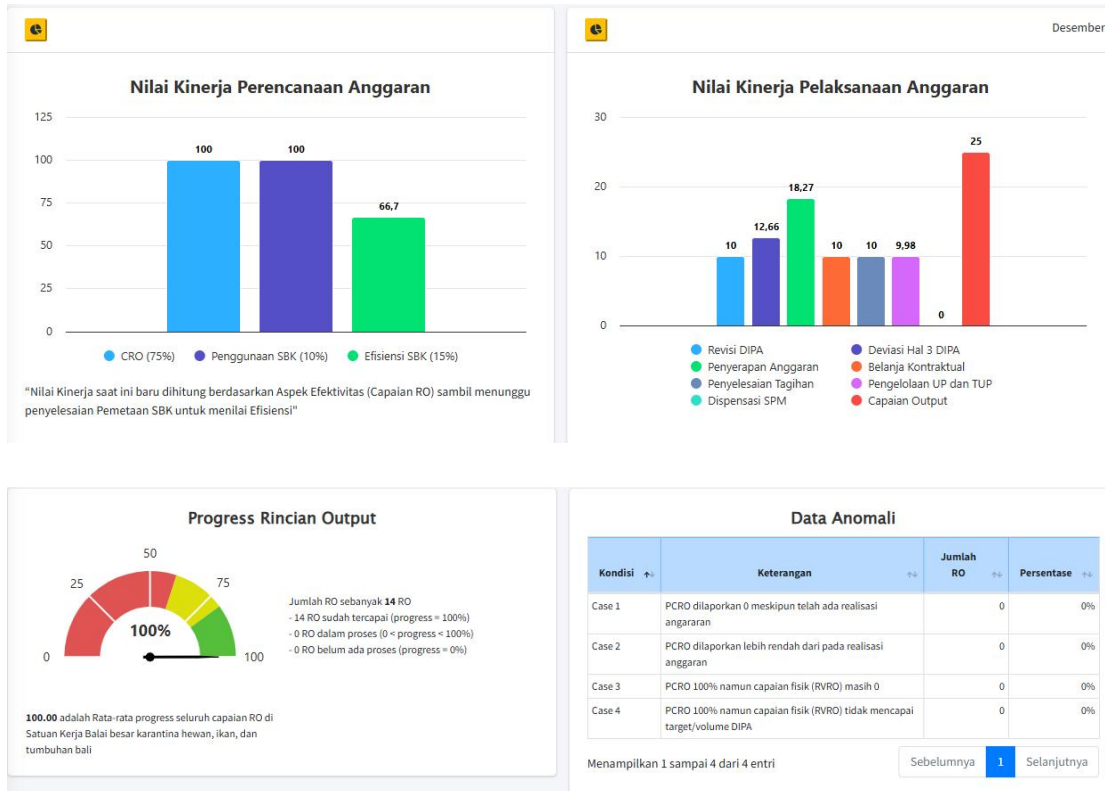 Desember
Nilai Kinerja Perencanaan Anggaran
125
100
75
50
25
0
100
100
66,7
CRO (75%)
Penggunaan SBK (10%)
Efisiensi SBK (15%)
"Nilai Kinerja saat ini baru dihitung berdasarkan Aspek Efektivitas (Capaian RO) sambil menunggu
penyelesaian Pemetaan SBK untuk menilai Efisiensi"
Nilai Kinerja Pelaksanaan Anggaran
30
20
10
0
10
12,66
18,27
10
10
9,98
0
25
Revisi DIPA
Deviasi Hal 3 DIPA
Penyerapan Anggaran
Belanja Kontraktual
Penyelesaian Tagihan
Pengelolaan UP dan TUP
Dispensasi SPM
Capaian Output
Progress Rincian Output
0
25
50
75
100
100%
Jumlah RO sebanyak 14 RO
- 14 RO sudah tercapai (progress = 100%)
- 0 RO dalam proses (0 < progress < 100%)
- 0 RO belum ada proses (progress = 0%)
100.00 adalah Rata-rata progress seluruh capaian RO di
Satuan Kerja Balai besar karantina hewan, ikan, dan
tumbuhan bali
Data Anomali
Kondisi Keterangan Jumlah RO Persentase
Case 1 PCRO dilaporkan 0 meskipun telah ada realisasi 0 0%
angararan
Case 2 PCRO dilaporkan lebih rendah dari pada realisasi 0 0%
anggaran
Case 3 PCRO 100% namun capaian fisik (RVRO) masih 0 0 0%
Case 4 PCRO 100% namun capaian fisik (RVRO) tidak mencapai 0 0%
target/volume DIPA
Menampilkan 1 sampai 4 dari 4 entri
Sebelumnya 1 Selanjutnya